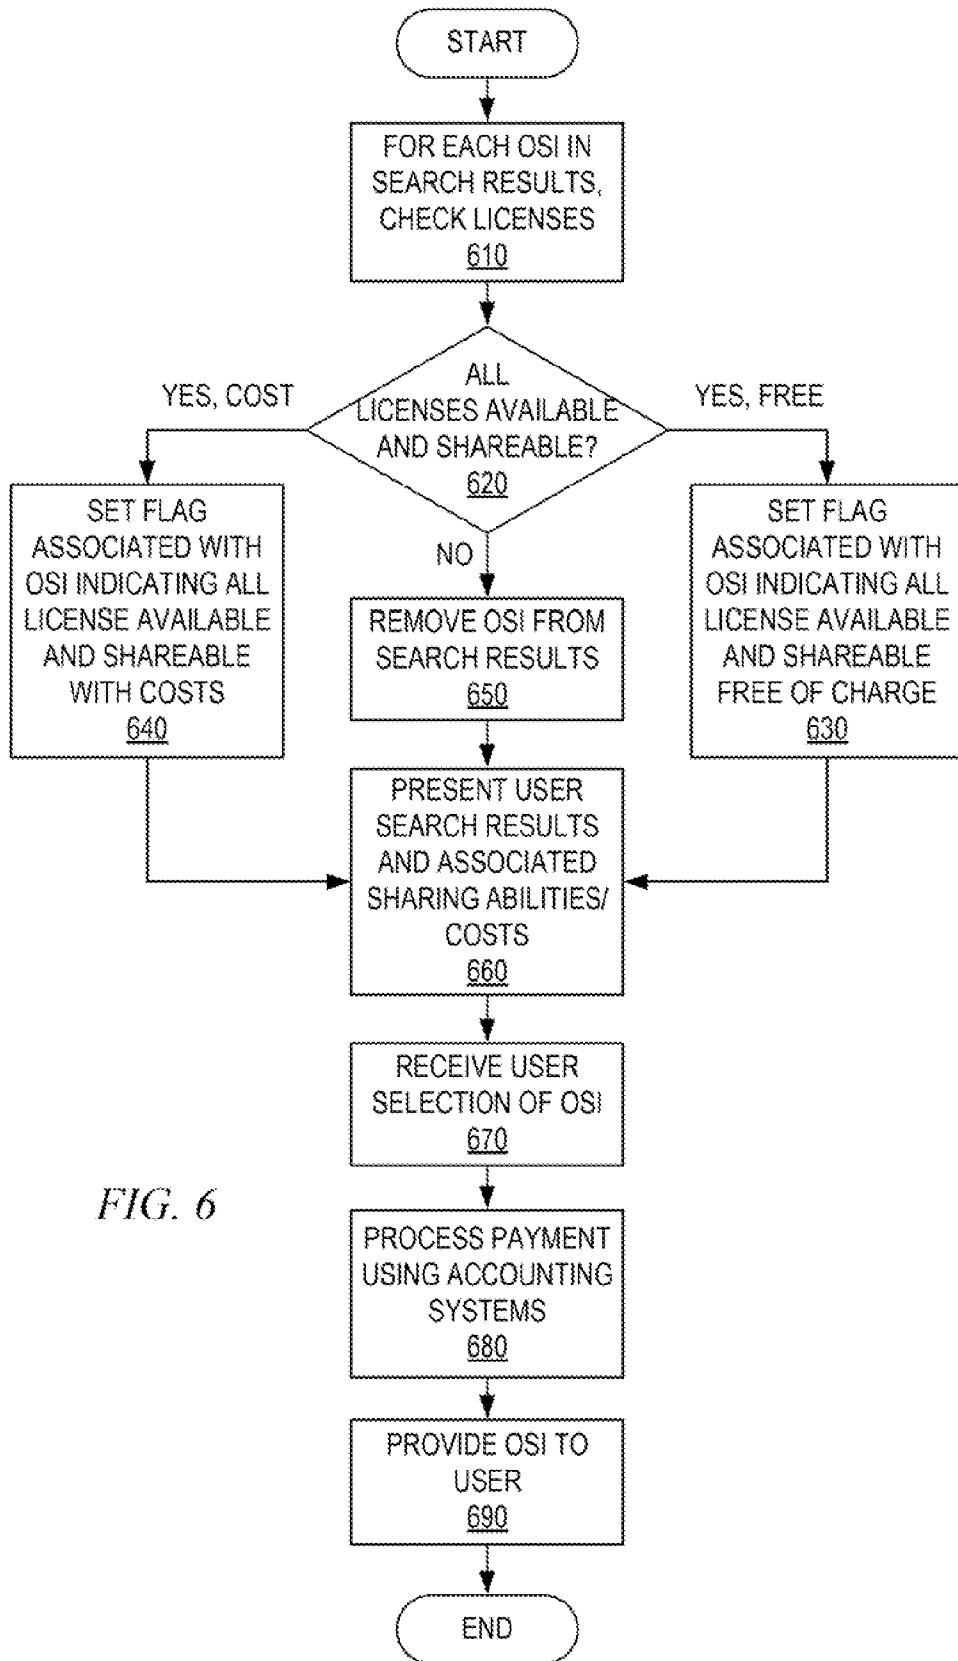 START
FOR EACH OSI IN
SEARCH RESULTS,
CHECK LICENSES
610
ALL
LICENSES AVAILABLE
AND SHAREABLE?
620
YES, COST
YES, FREE
NO
SET FLAG
ASSOCIATED WITH
OSI INDICATING ALL
LICENSE AVAILABLE
AND SHAREABLE
WITH COSTS
640
REMOVE OSI FROM
SEARCH RESULTS
650
SET FLAG
ASSOCIATED WITH
OSI INDICATING ALL
LICENSE AVAILABLE
AND SHAREABLE
FREE OF CHARGE
630
PRESENT USER
SEARCH RESULTS
AND ASSOCIATED
SHARING ABILITIES/
COSTS
660
RECEIVE USER
SELECTION OF OSI
670
FIG. 6
PROCESS PAYMENT
USING ACCOUNTING
SYSTEMS
680
PROVIDE OSI TO
USER
690
END